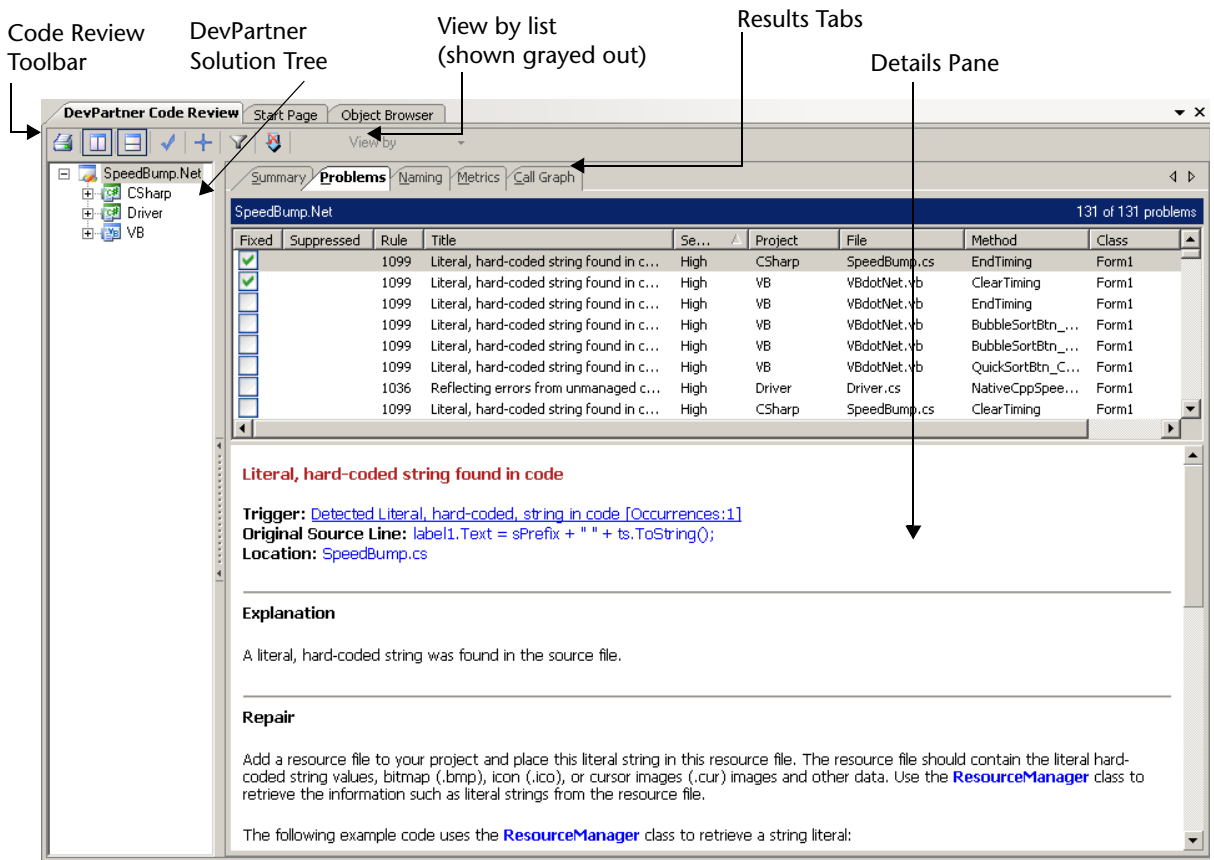 Code Review
Toolbar
DevPartner
Solution Tree
View by list
(shown grayed out)
Results Tabs
Details Pane
DevPartner Code Review Start Page Object Browser
View by
SpeedBump.Net
CSharp
Driver
VB
Summary Problems Naming Metrics Call Graph
SpeedBump.Net 131 of 131 problems
Fixed Suppressed Rule Title Se... Project File Method Class
1099 Literal, hard-coded string found in c... High CSharp SpeedBump.cs EndTiming Form1
1099 Literal, hard-coded string found in c... High VB VBdotNet.vb ClearTiming Form1
1099 Literal, hard-coded string found in c... High VB VBdotNet.vb EndTiming Form1
1099 Literal, hard-coded string found in c... High VB VBdotNet.vb BubbleSortBtn_... Form1
1099 Literal, hard-coded string found in c... High VB VBdotNet.vb BubbleSortBtn_... Form1
1099 Literal, hard-coded string found in c... High VB VBdotNet.vb QuickSortBtn_C... Form1
1036 Reflecting errors from unmanaged c... High Driver Driver.cs NativeCppSpee... Form1
1099 Literal, hard-coded string found in c... High CSharp SpeedBump.cs ClearTiming Form1
Literal, hard-coded string found in code
Trigger: Detected Literal, hard-coded, string in code [Occurrences:1]
Original Source Line: label1.Text = sPrefix + " " + ts.ToString();
Location: SpeedBump.cs
Explanation
A literal, hard-coded string was found in the source file.
Repair
Add a resource file to your project and place this literal string in this resource file. The resource file should contain the literal hard-
coded string values, bitmap (.bmp), icon (.ico), or cursor images (.cur) images and other data. Use the ResourceManager class to
retrieve the information such as literal strings from the resource file.
The following example code uses the ResourceManager class to retrieve a string literal: